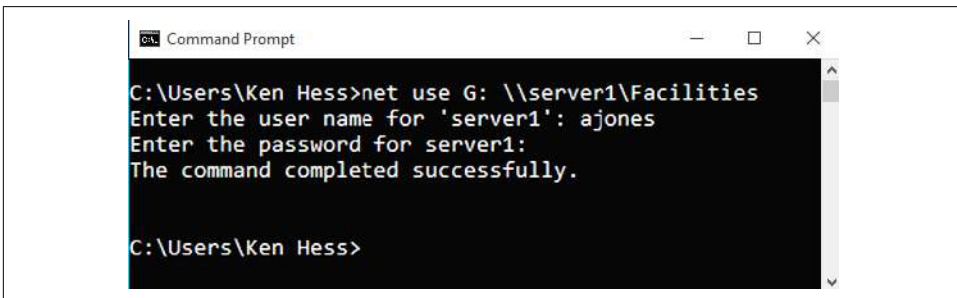 Command Prompt
C:\Users\Ken Hess>net use G: \\server1\Facilities
Enter the user name for 'server1': ajones
Enter the password for server1:
The command completed successfully.
C:\Users\Ken Hess>